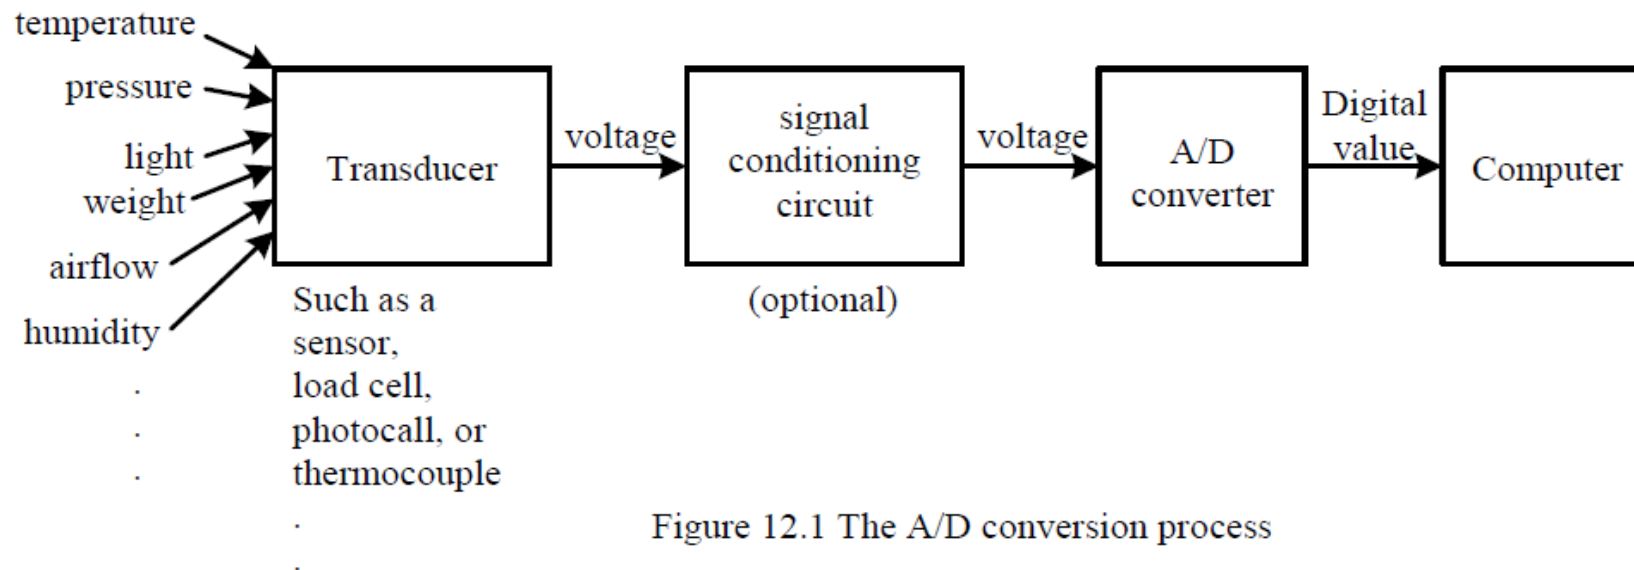 temperature
pressure
light
weight
airflow
humidity
.
.
.
Transducer
Such as a
sensor,
load cell,
photocall, or
thermocouple
.
.
voltage
signal
conditioning
circuit
(optional)
voltage
A/D
converter
Digital
value
Computer
Figure 12.1 The A/D conversion process